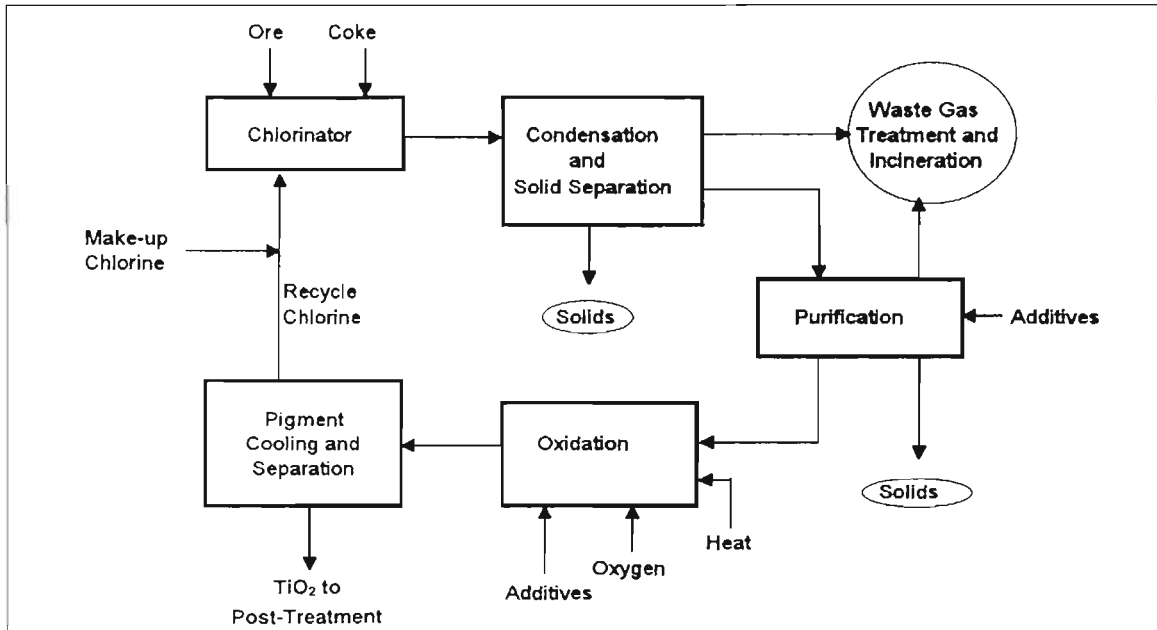 Ore
Coke
Chlorinator
Condensation
and
Solid Separation
Waste Gas
Treatment and
Incineration
Make-up
Chlorine
Recycle
Chlorine
Solids
Purification
Additives
Pigment
Cooling and
Separation
Oxidation
Solids
Heat
Oxygen
Additives
TiO₂ to
Post-Treatment